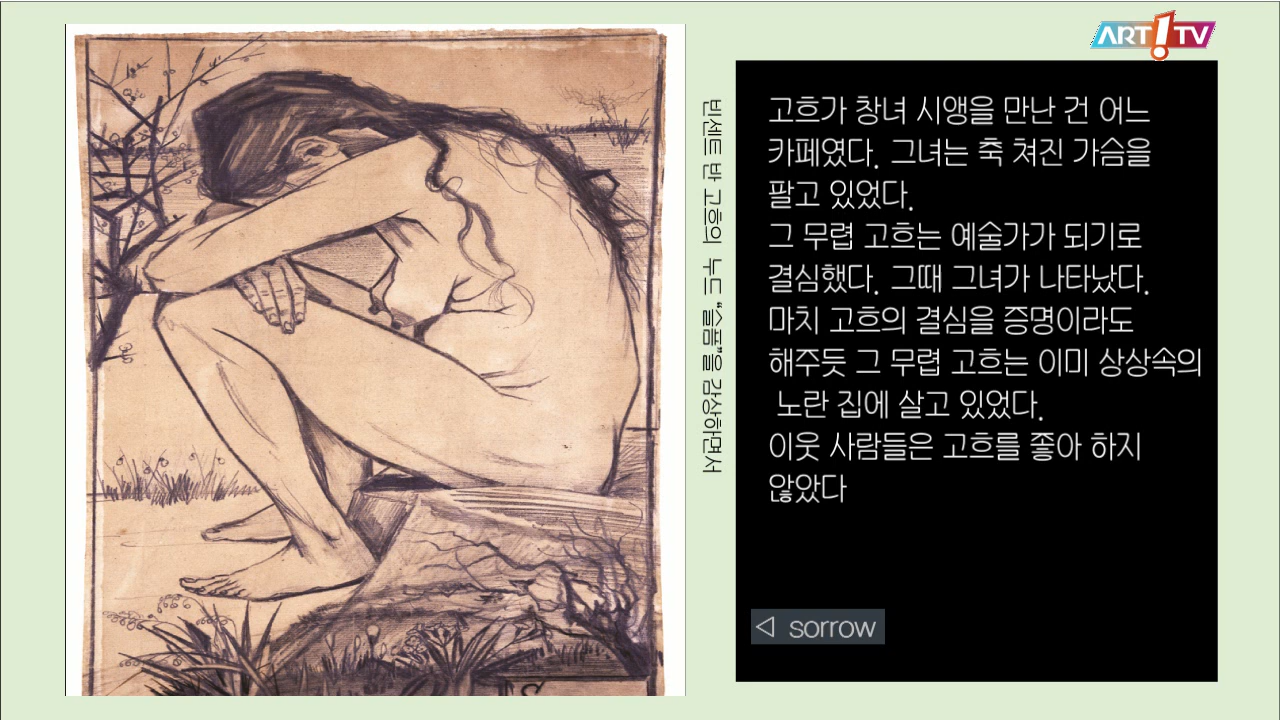 ART!TV
빈센트 반 고흐의 누드 “슬픔”을 감상하면서
고흐가 창녀 시앵을 만난 건 어느
카페였다. 그녀는 축 쳐진 가슴을
팔고 있었다.
그 무렵 고흐는 예술가가 되기로
결심했다. 그때 그녀가 나타났다.
마치 고흐의 결심을 증명이라도
해주듯 그 무렵 고흐는 이미 상상속의
노란 집에 살고 있었다.
이웃 사람들은 고흐를 좋아 하지
않았다
◁ sorrow